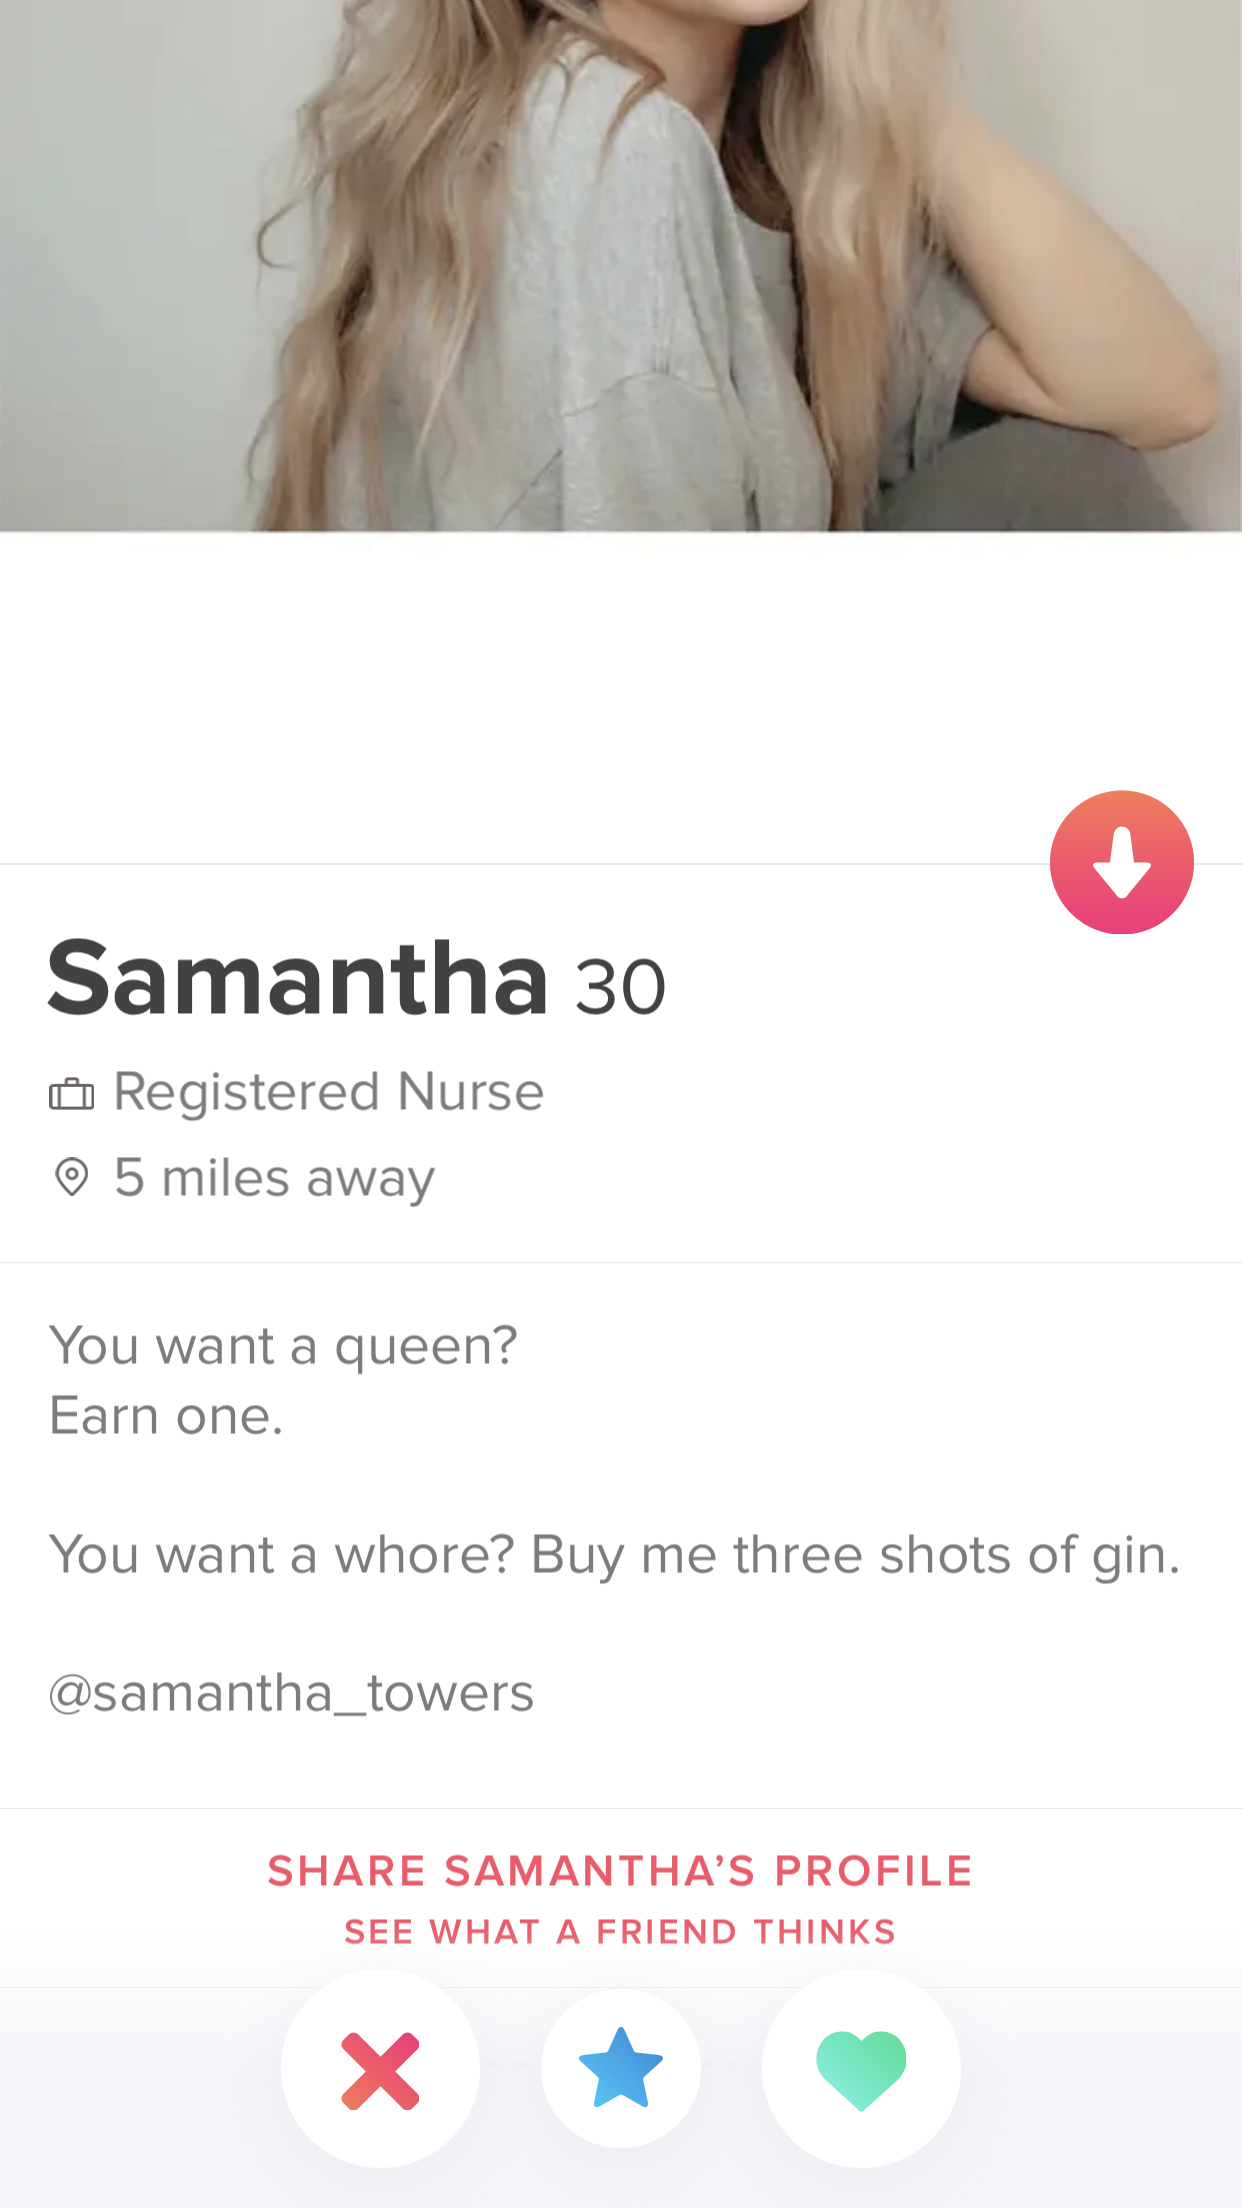 Samantha 30
Registered Nurse
5 miles away
You want a queen?
Earn one.
You want a whore? Buy me three shots of gin.
@samantha_towers
SHARE SAMANTHA’S PROFILE
SEE WHAT A FRIEND THINKS